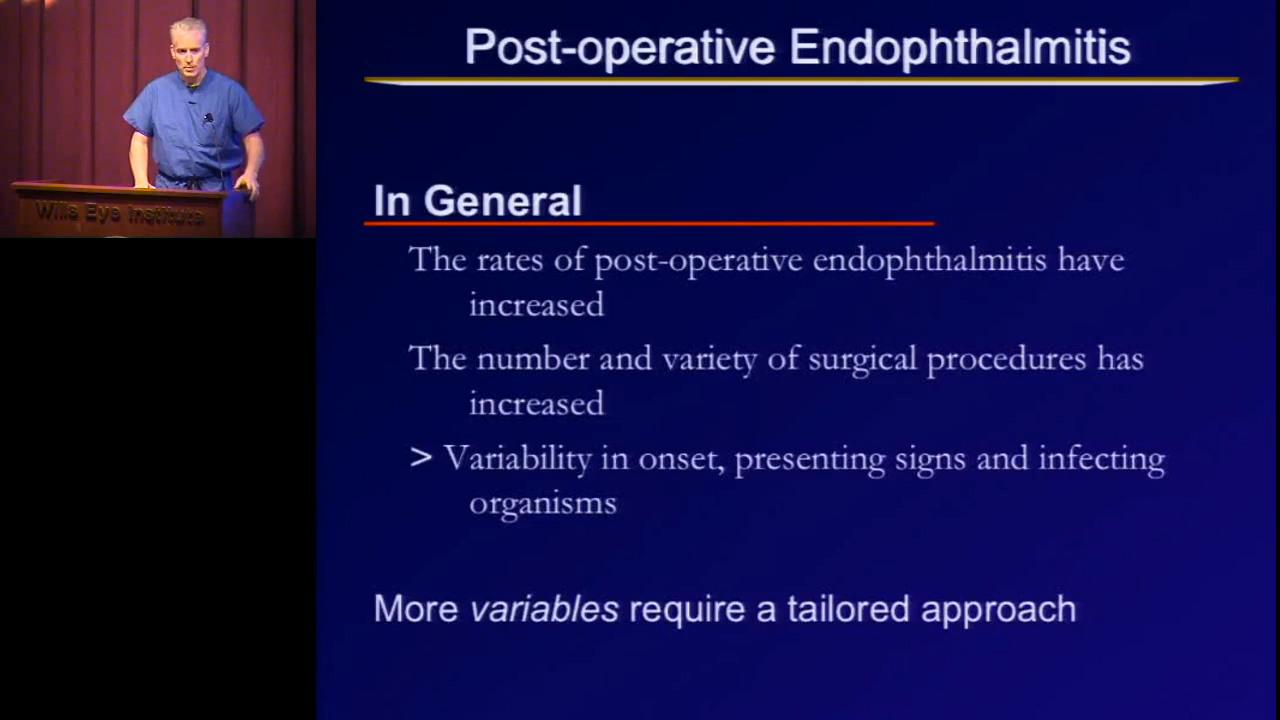 Post-operative Endophthalmitis
In General
The rates of post-operative endophthalmitis have
increased
The number and variety of surgical procedures has
increased
> Variability in onset, presenting signs and infecting
organisms
More variables require a tailored approach
Wills Eye Institute